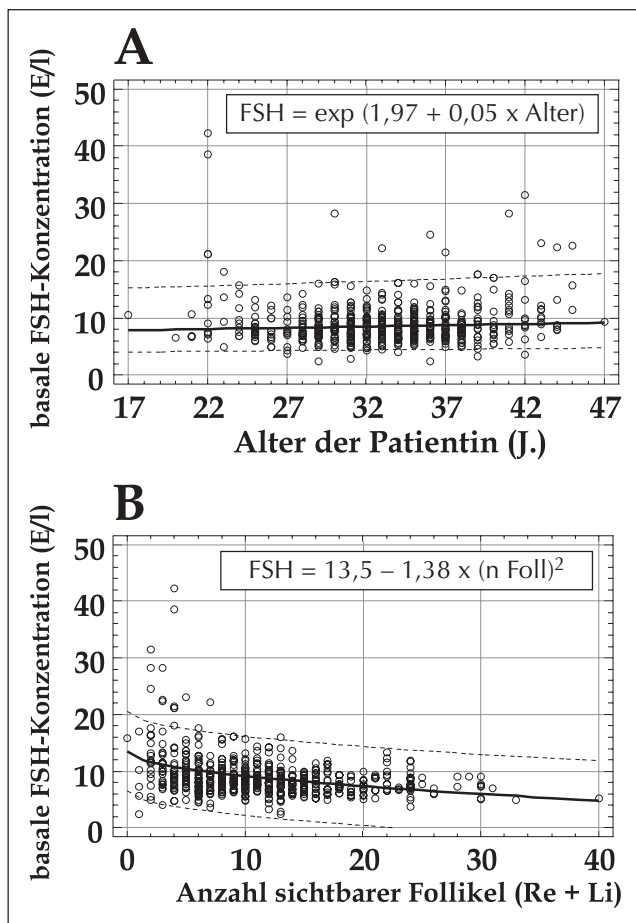 A
basale FSH-Konzentration (E/l)
FSH = exp (1,97 + 0,05 x Alter)
50
40
30
20
10
0
17 22 27 32 37 42 47
Alter der Patientin (J.)
B
basale FSH-Konzentration (E/l)
FSH = 13,5 – 1,38 x (n Foll)²
50
40
30
20
10
0
0 10 20 30 40
Anzahl sichtbarer Follikel (Re + Li)